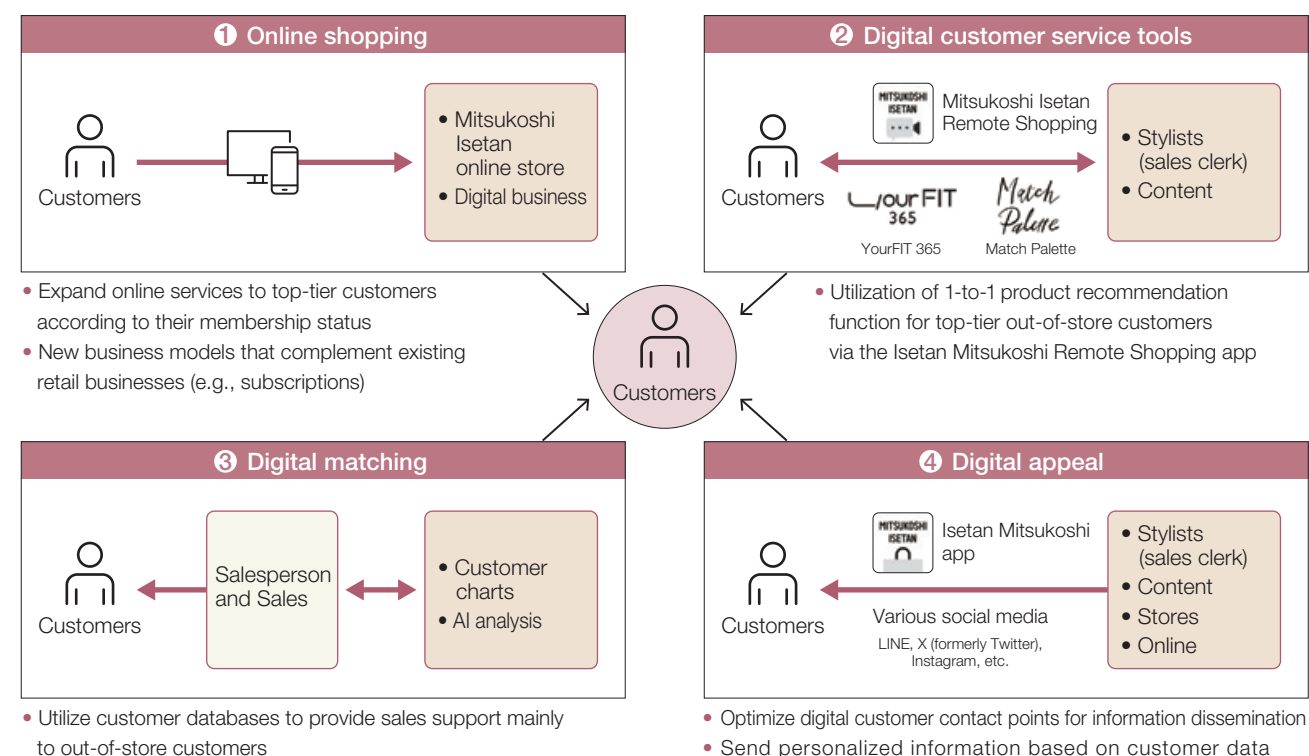 ❶ Online shopping
Customers
• Mitsukoshi
Isetan
online store
• Digital business
• Expand online services to top-tier customers
according to their membership status
• New business models that complement existing
retail businesses (e.g., subscriptions)
❷ Digital customer service tools
Customers
MITSUKOSHI
ISETAN
Mitsukoshi Isetan
Remote Shopping
YourFIT
365
YourFIT 365
Match
Palette
Match Palette
• Stylists
(sales clerk)
• Content
• Utilization of 1-to-1 product recommendation
function for top-tier out-of-store customers
via the Isetan Mitsukoshi Remote Shopping app
Customers
❸ Digital matching
Customers
Salesperson
and Sales
• Customer
charts
• AI analysis
• Utilize customer databases to provide sales support mainly
to out-of-store customers
❹ Digital appeal
Customers
MITSUKOSHI
ISETAN
Isetan Mitsukoshi
app
Various social media
LINE, X (formerly Twitter),
Instagram, etc.
• Stylists
(sales clerk)
• Content
• Stores
• Online
• Optimize digital customer contact points for information dissemination
• Send personalized information based on customer data